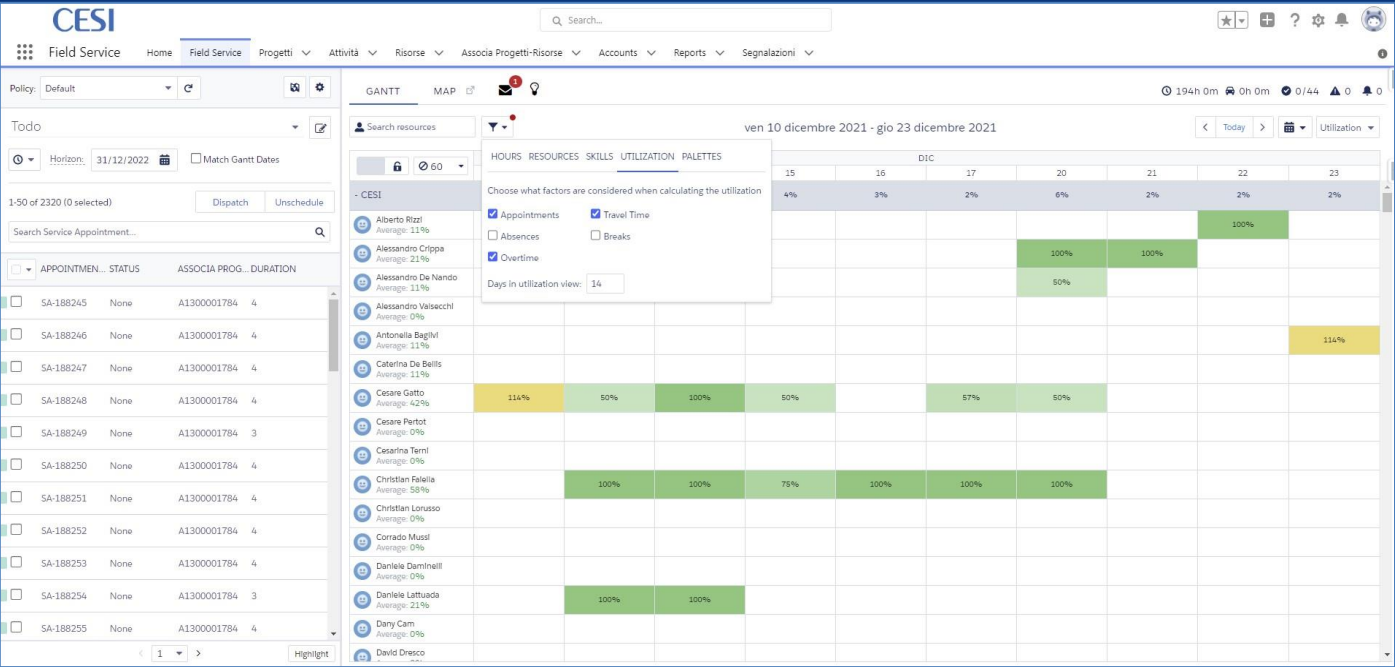 CESI
Search...
Field Service Home Field Service Progetti Attività Risorse Associa Progetti-Risorse Accounts Reports Segnalazioni
Policy: Default
GANTT MAP 1 194h 0m 0h 0m 0/44 0 0
Todo
Search resources
ven 10 dicembre 2021 - gio 23 dicembre 2021
Today Utilization
Horizon: 31/12/2022 Match Gantt Dates
60
HOURS RESOURCES SKILLS UTILIZATION PALETTES
DIC
15 16 17 20 21 22 23
1-50 of 2320 (0 selected) Dispatch Unschedule
- CESI 4% 3% 2% 6% 2% 2% 2%
Choose what factors are considered when calculating the utilization
Appointments Travel Time
Absences Breaks
Overtime
Days in utilization view: 14
Search Service Appointment...
APPOINTMEN... STATUS ASSOCIA PROG... DURATION
SA-188245 None A1300001784 4
SA-188246 None A1300001784 4
SA-188247 None A1300001784 4
SA-188248 None A1300001784 4
SA-188249 None A1300001784 3
SA-188250 None A1300001784 4
SA-188251 None A1300001784 4
SA-188252 None A1300001784 4
SA-188253 None A1300001784 4
SA-188254 None A1300001784 3
SA-188255 None A1300001784 4
1 Highlight
Alberto Rizzi
Average: 11%
100%
Alessandro Crippa
Average: 21%
100% 100%
Alessandro De Nando
Average: 11%
50%
Alessandro Valsecchi
Average: 0%
Antonella Baglivi
Average: 11%
114%
Caterina De Bellis
Average: 11%
Cesare Gatto
Average: 42%
114% 50% 100% 50% 57% 50%
Cesare Pertot
Average: 0%
Cesarina Terni
Average: 0%
Christian Falella
Average: 58%
100% 100% 75% 100% 100% 100%
Christian Lorusso
Average: 0%
Corrado Mussi
Average: 0%
Daniele Daminelli
Average: 0%
Daniele Lattuada
Average: 21%
100% 100%
Dany Cam
Average: 0%
David Dresco